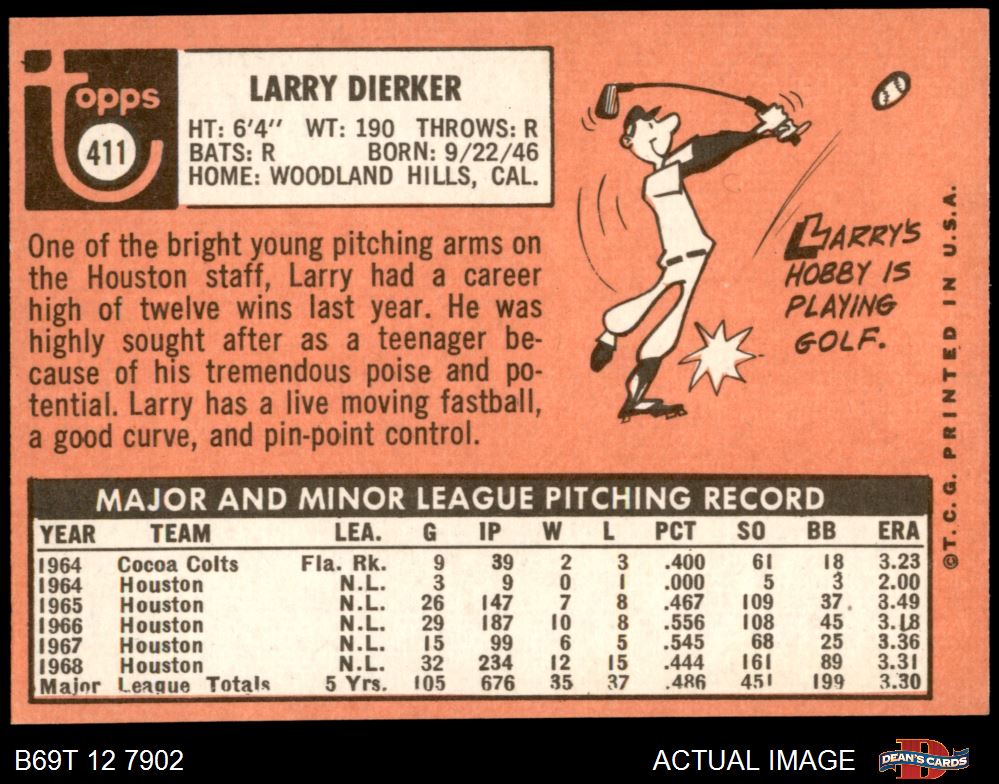 topps
411
LARRY DIERKER
HT: 6'4" WT: 190 THROWS: R
BATS: R BORN: 9/22/46
HOME: WOODLAND HILLS, CAL.
One of the bright young pitching arms on
the Houston staff, Larry had a career
high of twelve wins last year. He was
highly sought after as a teenager be-
cause of his tremendous poise and po-
tential. Larry has a live moving fastball,
a good curve, and pin-point control.
LARRY'S
HOBBY IS
PLAYING
GOLF.
©T. C. G. PRINTED IN U.S.A.
MAJOR AND MINOR LEAGUE PITCHING RECORD
YEAR TEAM LEA. G IP W L PCT SO BB ERA
1964 Cocoa Colts Fla. Rk. 9 39 2 3 .400 61 18 3.23
1964 Houston N.L. 3 9 0 1 .000 5 3 2.00
1965 Houston N.L. 26 147 7 8 .467 109 37 3.49
1966 Houston N.L. 29 187 10 8 .556 108 45 3.18
1967 Houston N.L. 15 99 6 5 .545 68 25 3.36
1968 Houston N.L. 32 234 12 15 .444 161 89 3.31
Major League Totals 5 Yrs. 105 676 35 37 .486 451 199 3.30
B69T 12 7902
ACTUAL IMAGE
DEAN'S CARDS